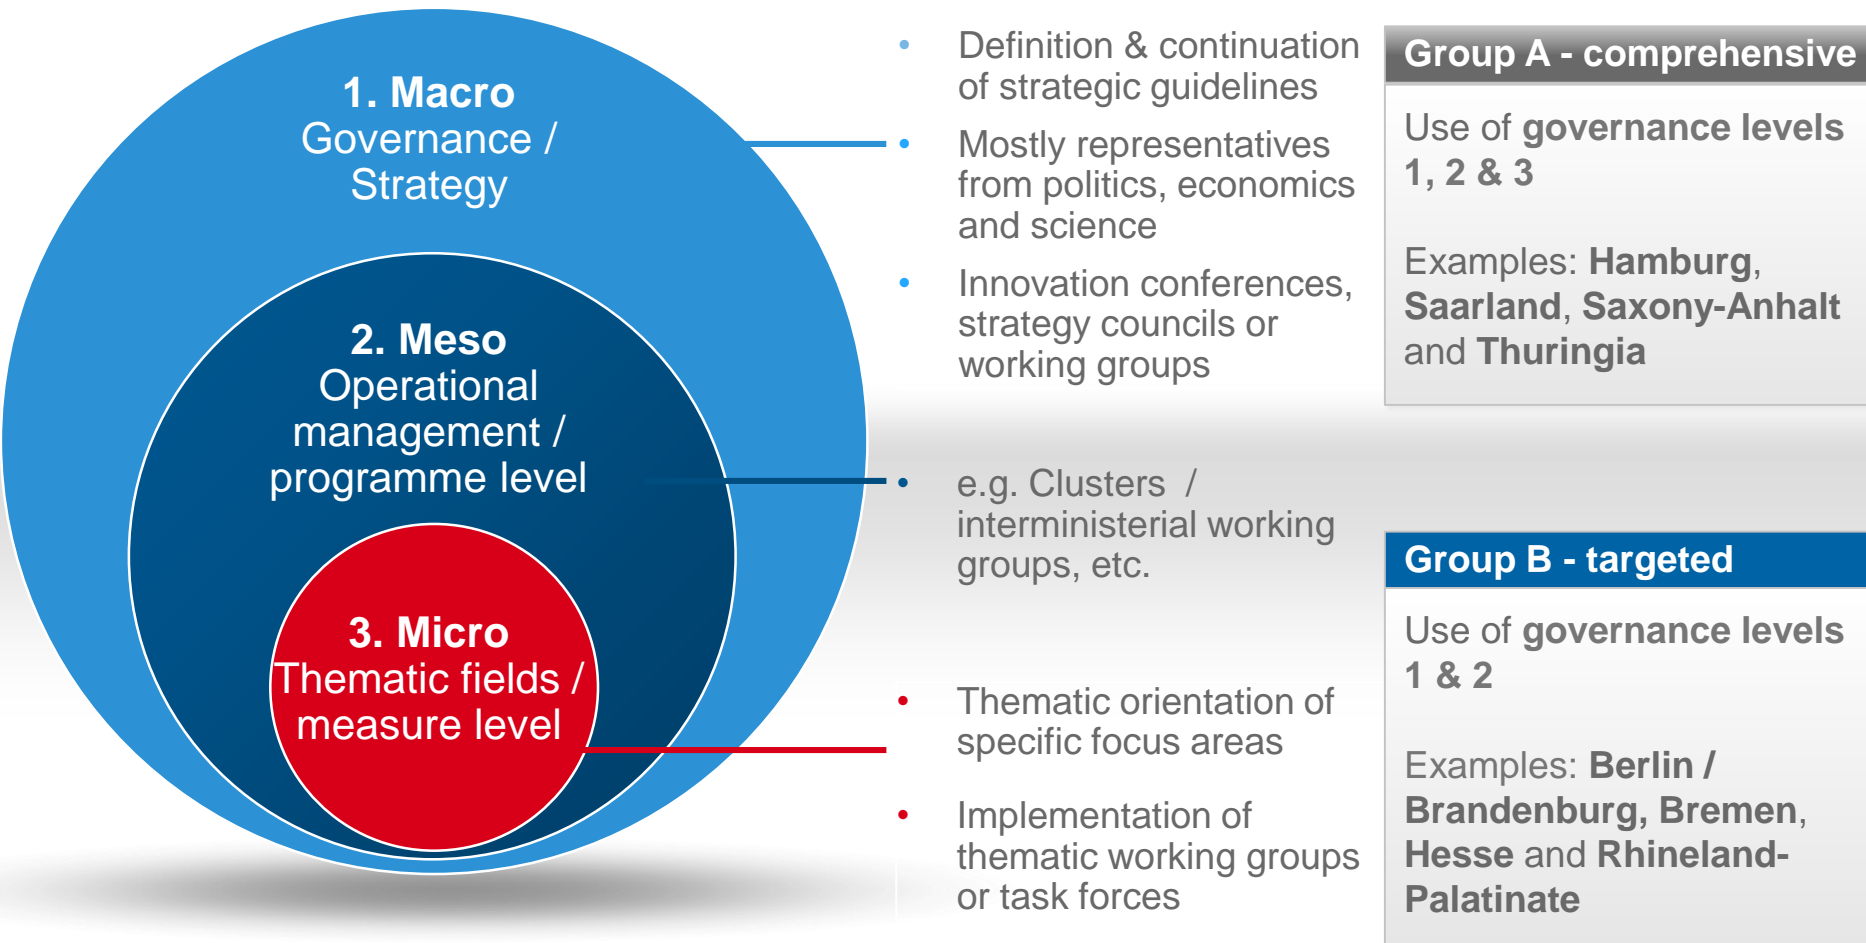 1. Macro
Governance /
Strategy
2. Meso
Operational
management /
programme level
3. Micro
Thematic fields /
measure level
• Definition & continuation
of strategic guidelines
• Mostly representatives
from politics, economics
and science
• Innovation conferences,
strategy councils or
working groups
• e.g. Clusters /
interministerial working
groups, etc.
• Thematic orientation of
specific focus areas
• Implementation of
thematic working groups
or task forces
Group A - comprehensive
Use of governance levels
1, 2 & 3
Examples: Hamburg,
Saarland, Saxony-Anhalt
and Thuringia
Group B - targeted
Use of governance levels
1 & 2
Examples: Berlin /
Brandenburg, Bremen,
Hesse and Rhineland-
Palatinate